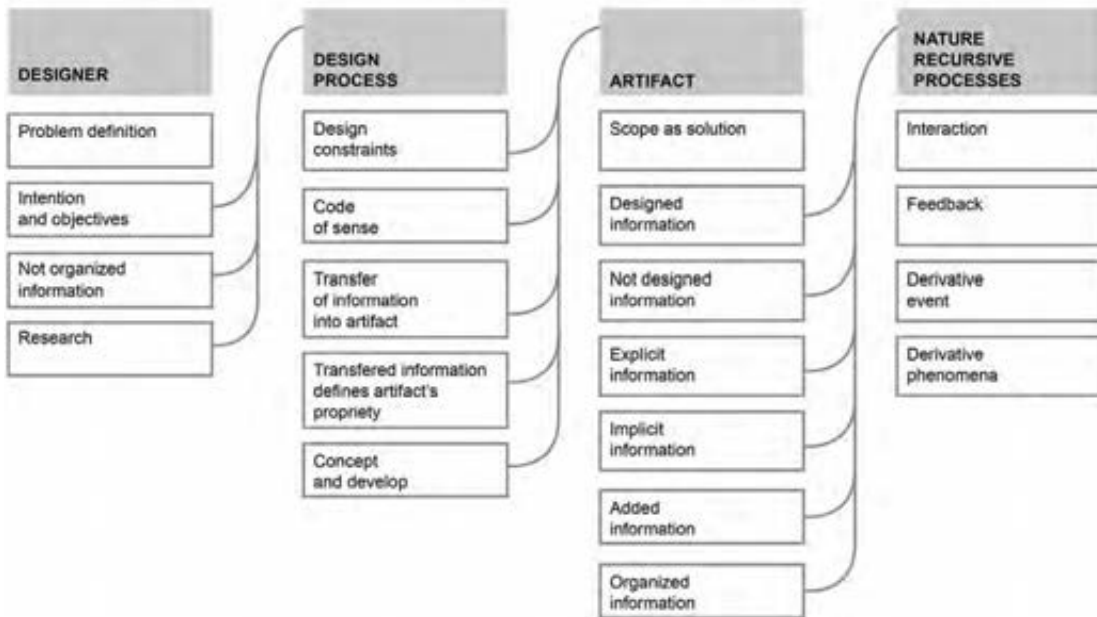 DESIGNER
Problem definition
Intention
and objectives
Not organized
information
Research
DESIGN
PROCESS
Design
constraints
Code
of sense
Transfer
of information
into artifact
Transfered information
defines artifact's
propriety
Concept
and develop
ARTIFACT
Scope as solution
Designed
information
Not designed
information
Explicit
information
Implicit
information
Added
information
Organized
information
NATURE
RECURSIVE
PROCESSES
Interaction
Feedback
Derivative
event
Derivative
phenomena